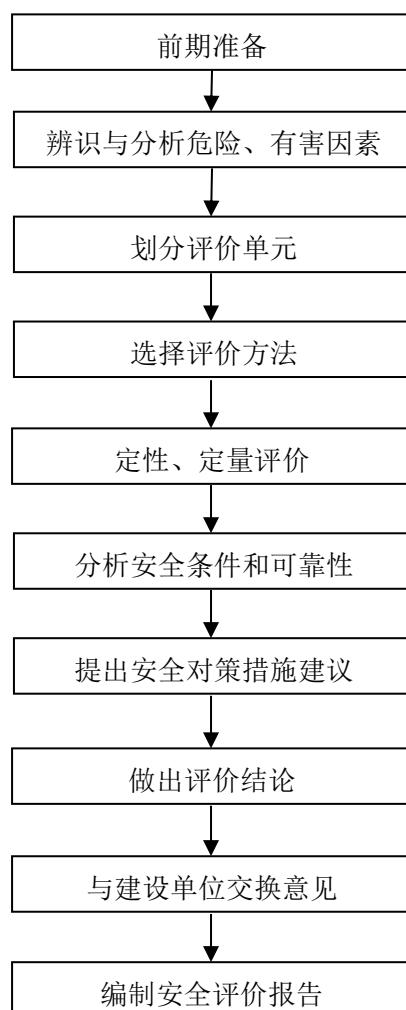 前期准备
辨识与分析危险、有害因素
划分评价单元
选择评价方法
定性、定量评价
分析安全条件和可靠性
提出安全对策措施建议
做出评价结论
与建设单位交换意见
编制安全评价报告